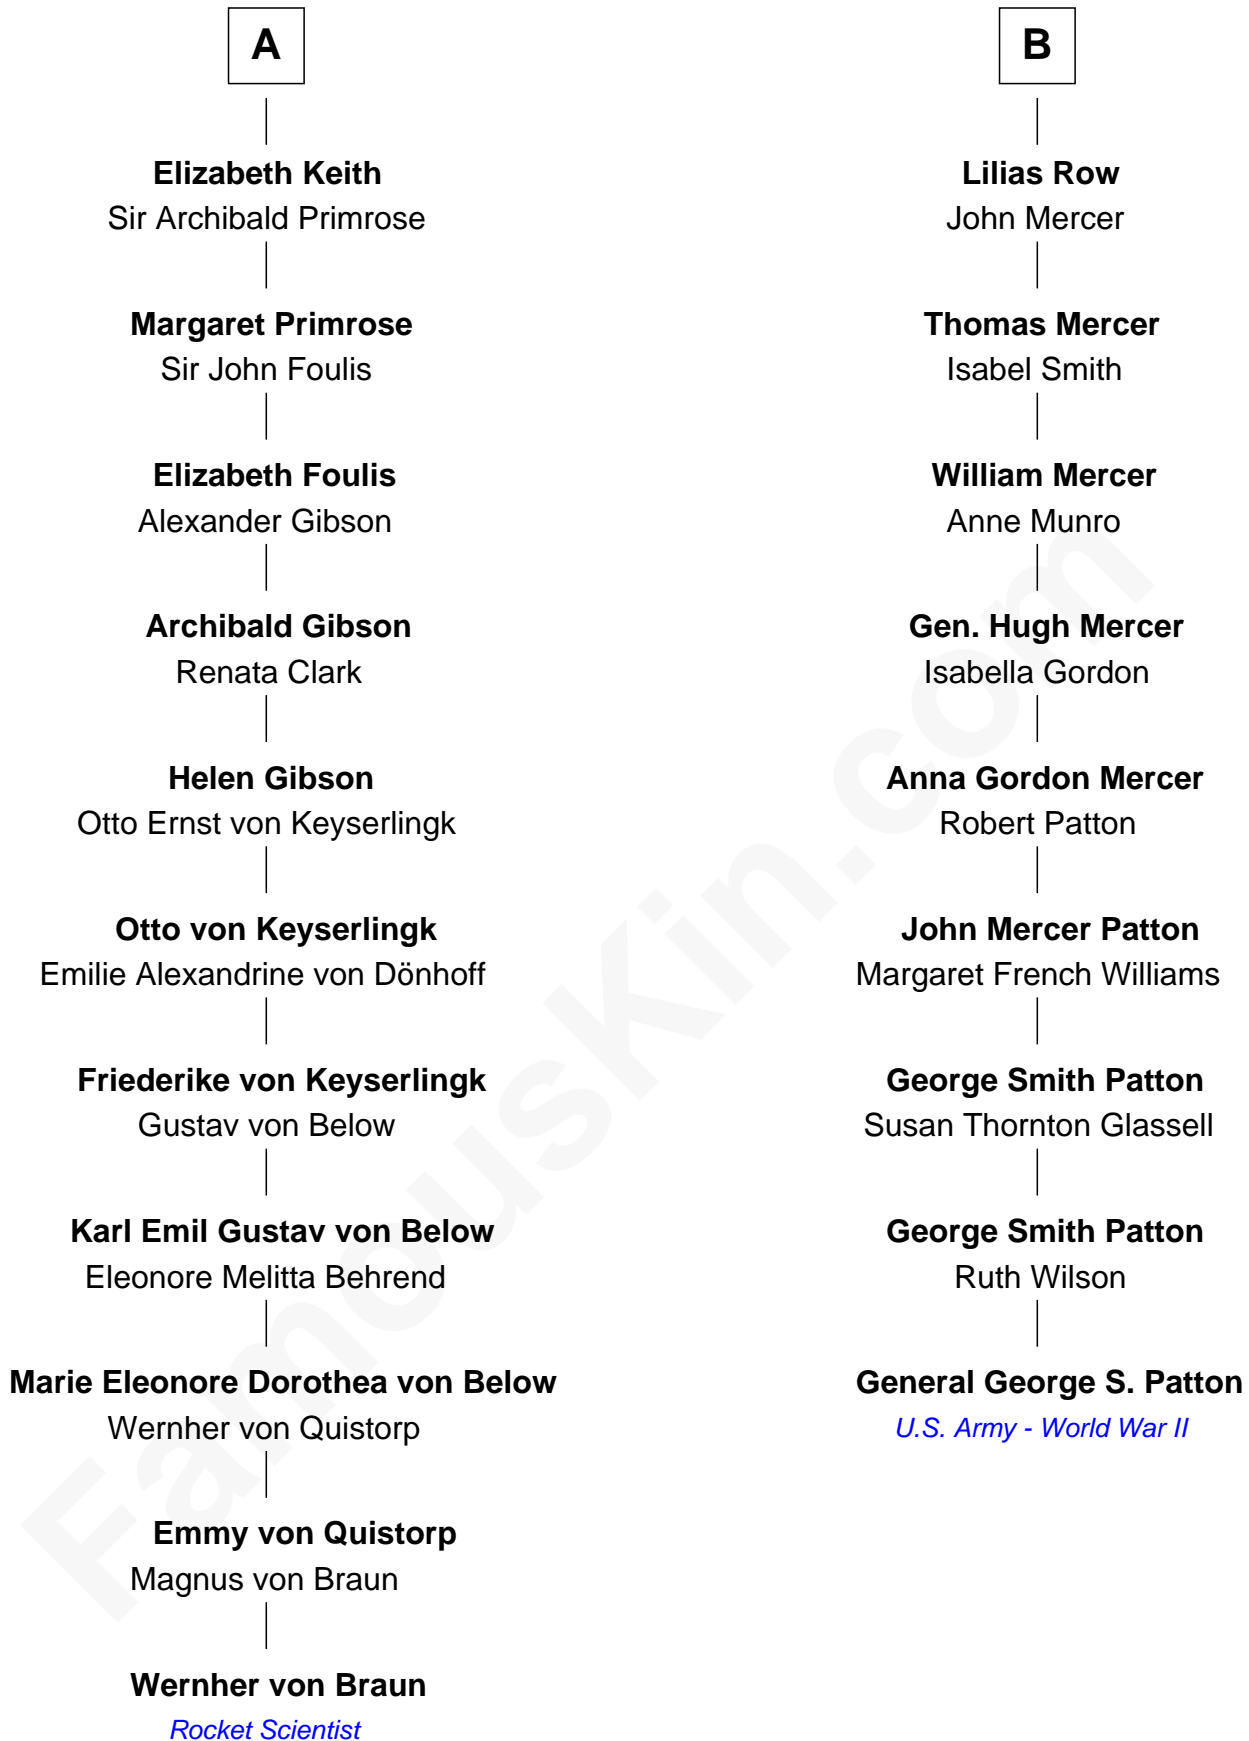 A
Elizabeth Keith
Sir Archibald Primrose
Margaret Primrose
Sir John Foulis
Elizabeth Foulis
Alexander Gibson
Archibald Gibson
Renata Clark
Helen Gibson
Otto Ernst von Keyserlingk
Otto von Keyserlingk
Emilie Alexandrine von Dönhoff
Friederike von Keyserlingk
Gustav von Below
Karl Emil Gustav von Below
Eleonore Melitta Behrend
Marie Eleonore Dorothea von Below
Wernher von Quistorp
Emmy von Quistorp
Magnus von Braun
Wernher von Braun
Rocket Scientist
B
Lilias Row
John Mercer
Thomas Mercer
Isabel Smith
William Mercer
Anne Munro
Gen. Hugh Mercer
Isabella Gordon
Anna Gordon Mercer
Robert Patton
John Mercer Patton
Margaret French Williams
George Smith Patton
Susan Thornton Glassell
George Smith Patton
Ruth Wilson
General George S. Patton
U.S. Army - World War II
FamousKin.com